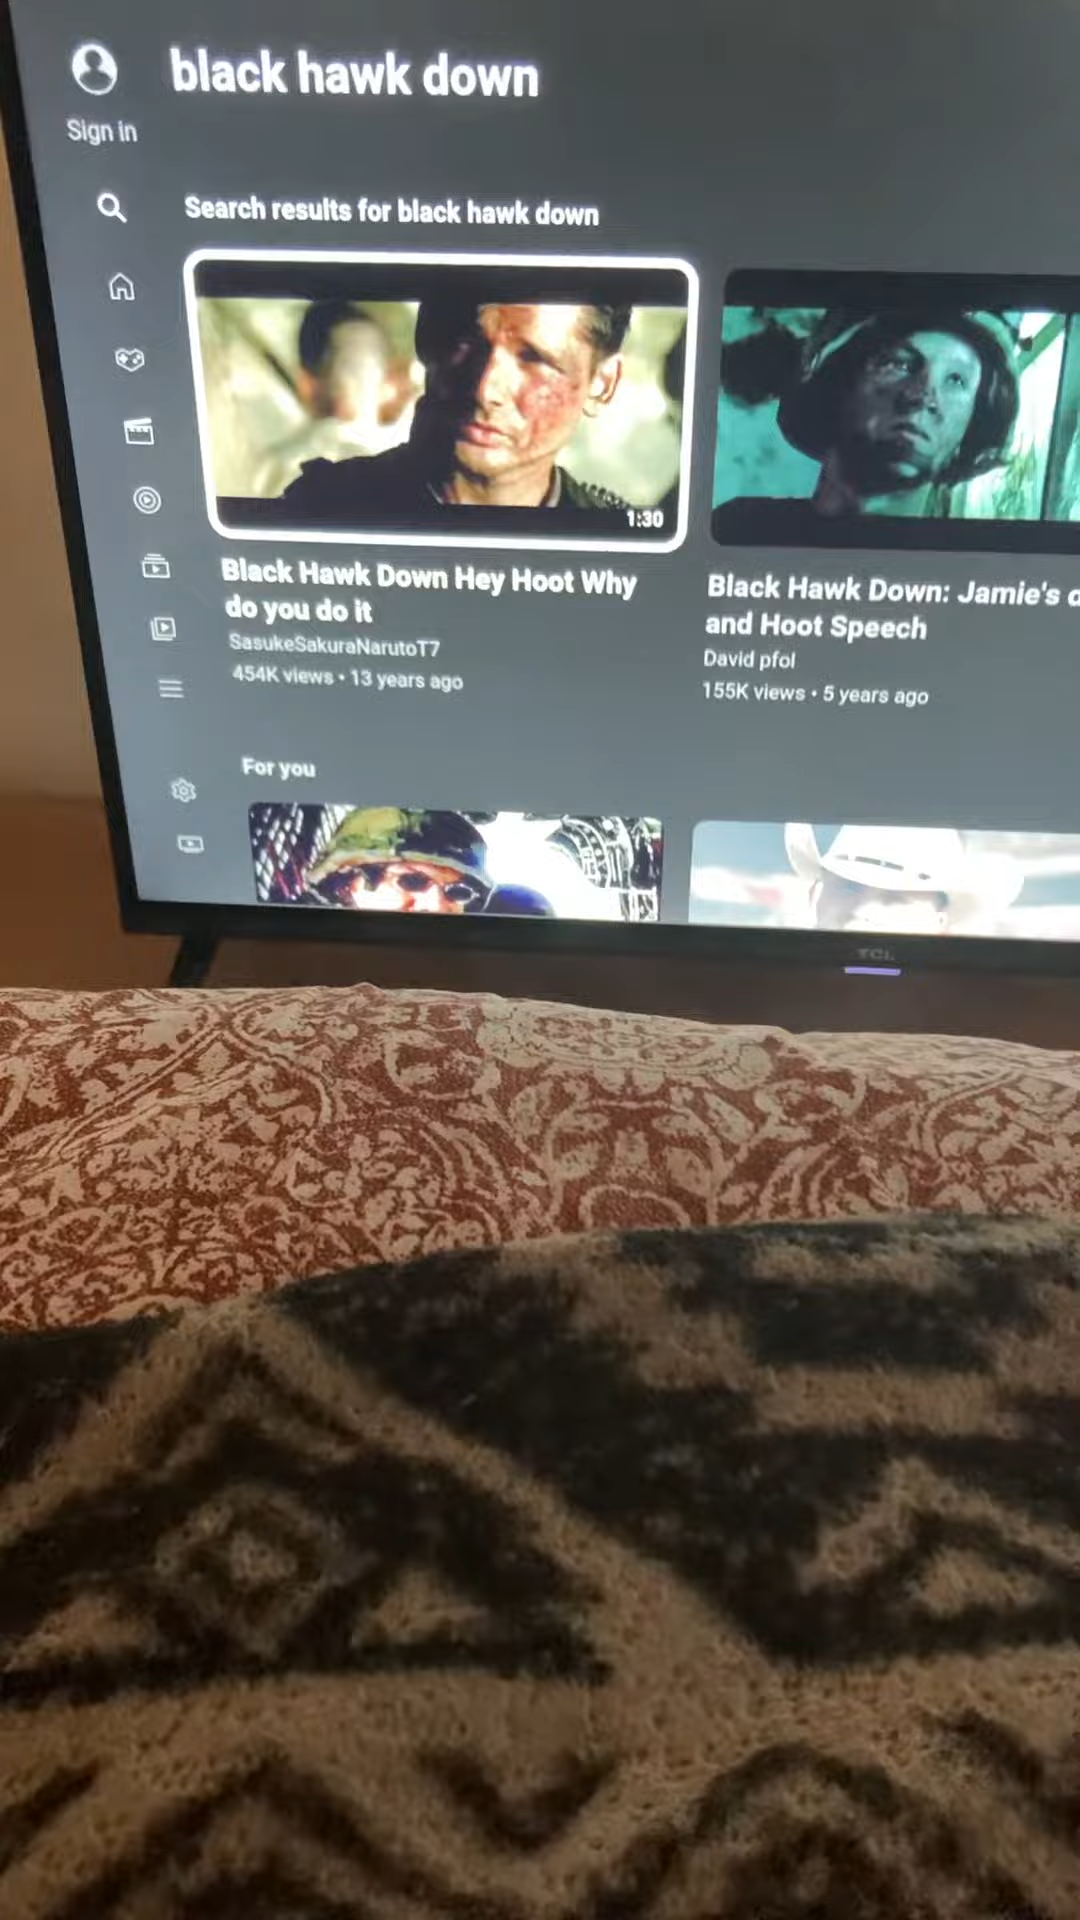 black hawk down
Sign in
Search results for black hawk down
1:30
Black Hawk Down Hey Hoot Why
do you do it
SasukeSakuraNarutoT7
454K views • 13 years ago
Black Hawk Down: Jamie's
and Hoot Speech
David pfol
155K views • 5 years ago
For you
TCL